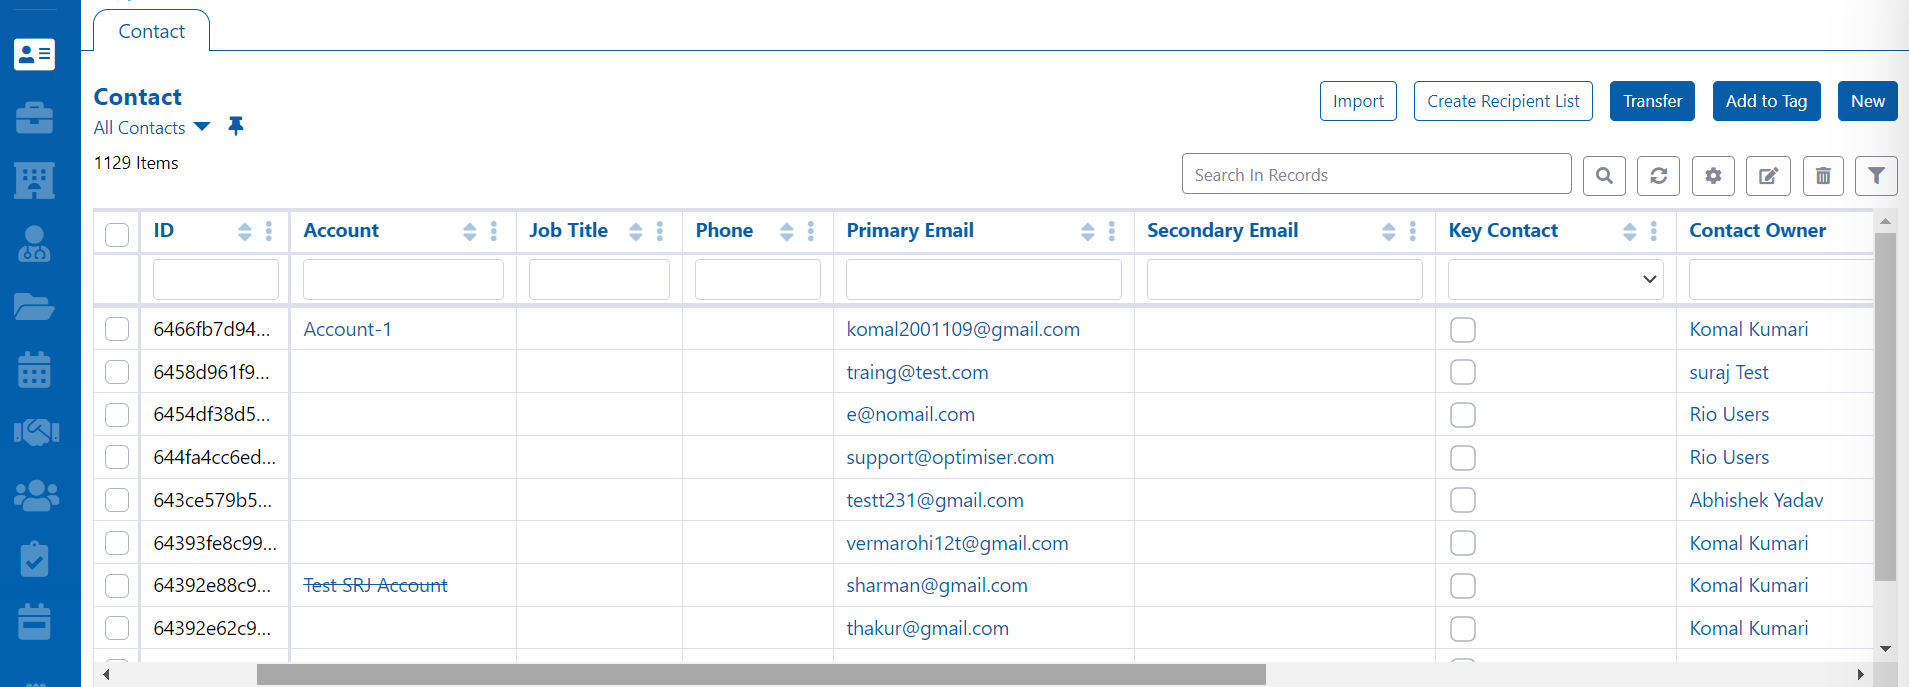 Contact
Contact
All Contacts
1129 Items
Import
Create Recipient List
Transfer
Add to Tag
New
Search In Records
ID Account Job Title Phone Primary Email Secondary Email Key Contact Contact Owner
6466fb7d94... Account-1 komal2001109@gmail.com Komal Kumari
6458d961f9... traing@test.com suraj Test
6454df38d5... e@nomail.com Rio Users
644fa4cc6ed... support@optimiser.com Rio Users
643ce579b5... testt231@gmail.com Abhishek Yadav
64393fe8c99... vermarohi12t@gmail.com Komal Kumari
64392e88c9... Test SRJ Account sharman@gmail.com Komal Kumari
64392e62c9... thakur@gmail.com Komal Kumari